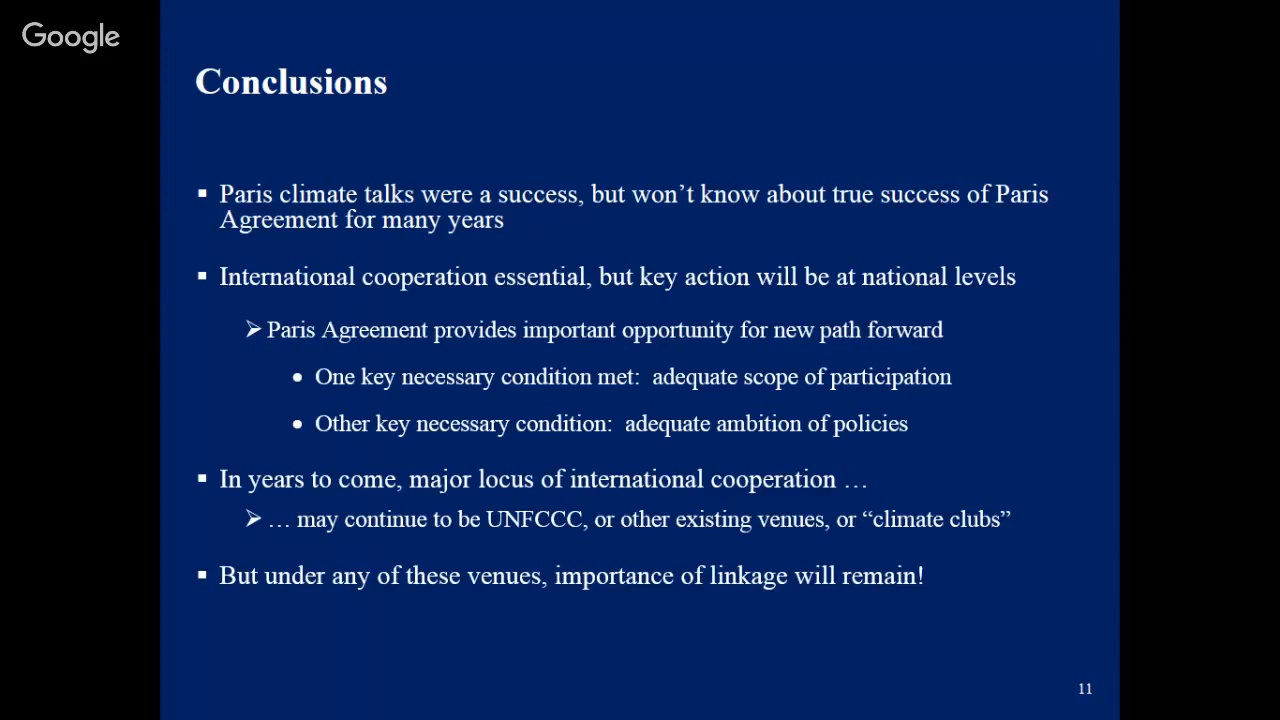 Google
Conclusions
▪ Paris climate talks were a success, but won’t know about true success of Paris
Agreement for many years
▪ International cooperation essential, but key action will be at national levels
➢ Paris Agreement provides important opportunity for new path forward
• One key necessary condition met:  adequate scope of participation
• Other key necessary condition:  adequate ambition of policies
▪ In years to come, major locus of international cooperation …
➢ … may continue to be UNFCCC, or other existing venues, or “climate clubs”
▪ But under any of these venues, importance of linkage will remain!
11